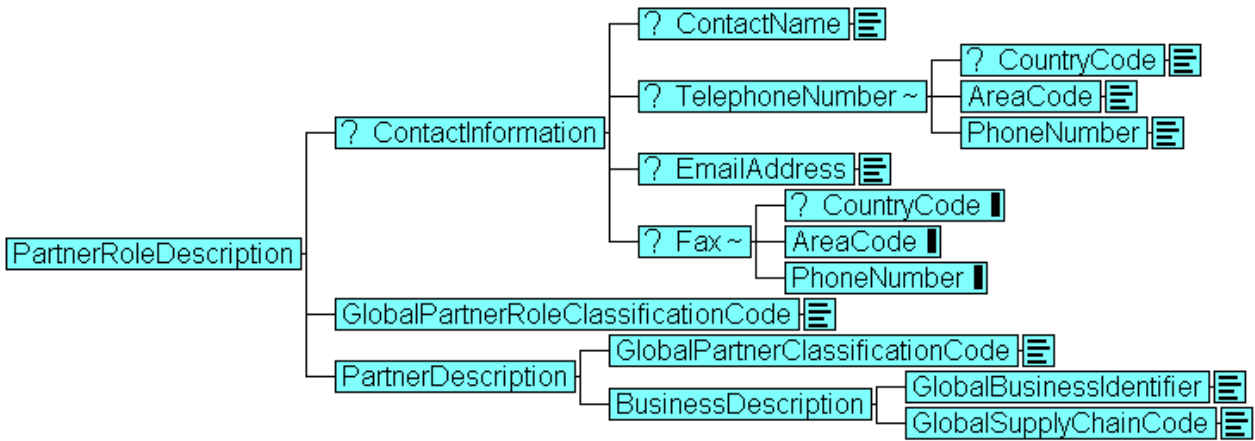 ? ContactName
? CountryCode
? TelephoneNumber ~
AreaCode
? ContactInformation
PhoneNumber
? EmailAddress
? CountryCode
? Fax ~
AreaCode
PartnerRoleDescription
PhoneNumber
GlobalPartnerRoleClassificationCode
GlobalPartnerClassificationCode
PartnerDescription
GlobalBusinessIdentifier
BusinessDescription
GlobalSupplyChainCode